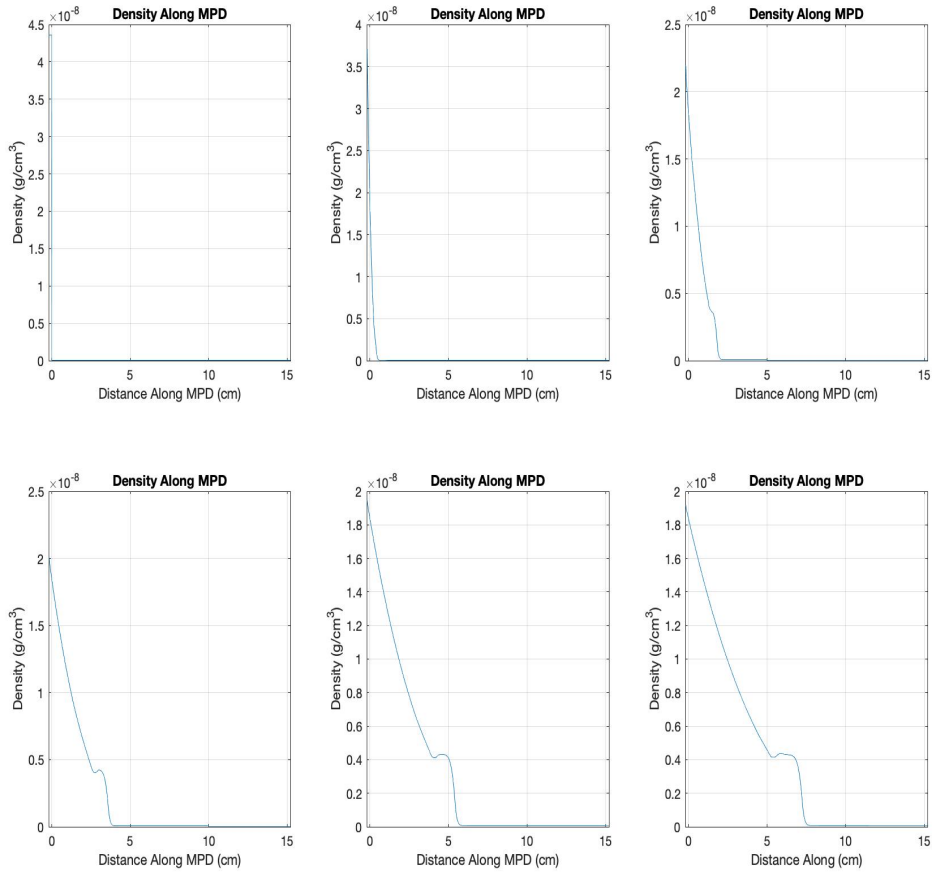 Density Along MPD
×10⁻⁸
4.5
4
3.5
3
2.5
2
1.5
1
0.5
0
Density (g/cm³)
0 5 10 15
Distance Along MPD (cm)
Density Along MPD
×10⁻⁸
4
3.5
3
2.5
2
1.5
1
0.5
0
Density (g/cm³)
0 5 10 15
Distance Along MPD (cm)
Density Along MPD
×10⁻⁸
2.5
2
1.5
1
0.5
0
Density (g/cm³)
0 5 10 15
Distance Along MPD (cm)
Density Along MPD
×10⁻⁸
2.5
2
1.5
1
0.5
0
Density (g/cm³)
0 5 10 15
Distance Along MPD (cm)
Density Along MPD
×10⁻⁸
2
1.8
1.6
1.4
1.2
1
0.8
0.6
0.4
0.2
0
Density (g/cm³)
0 5 10 15
Distance Along MPD (cm)
Density Along MPD
×10⁻⁸
2
1.8
1.6
1.4
1.2
1
0.8
0.6
0.4
0.2
0
Density (g/cm³)
0 5 10 15
Distance Along (cm)